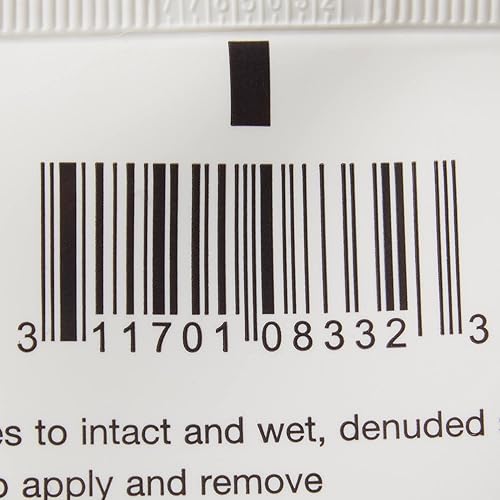 3 11701 08332 3
es to intact and wet, denuded
o apply and remove